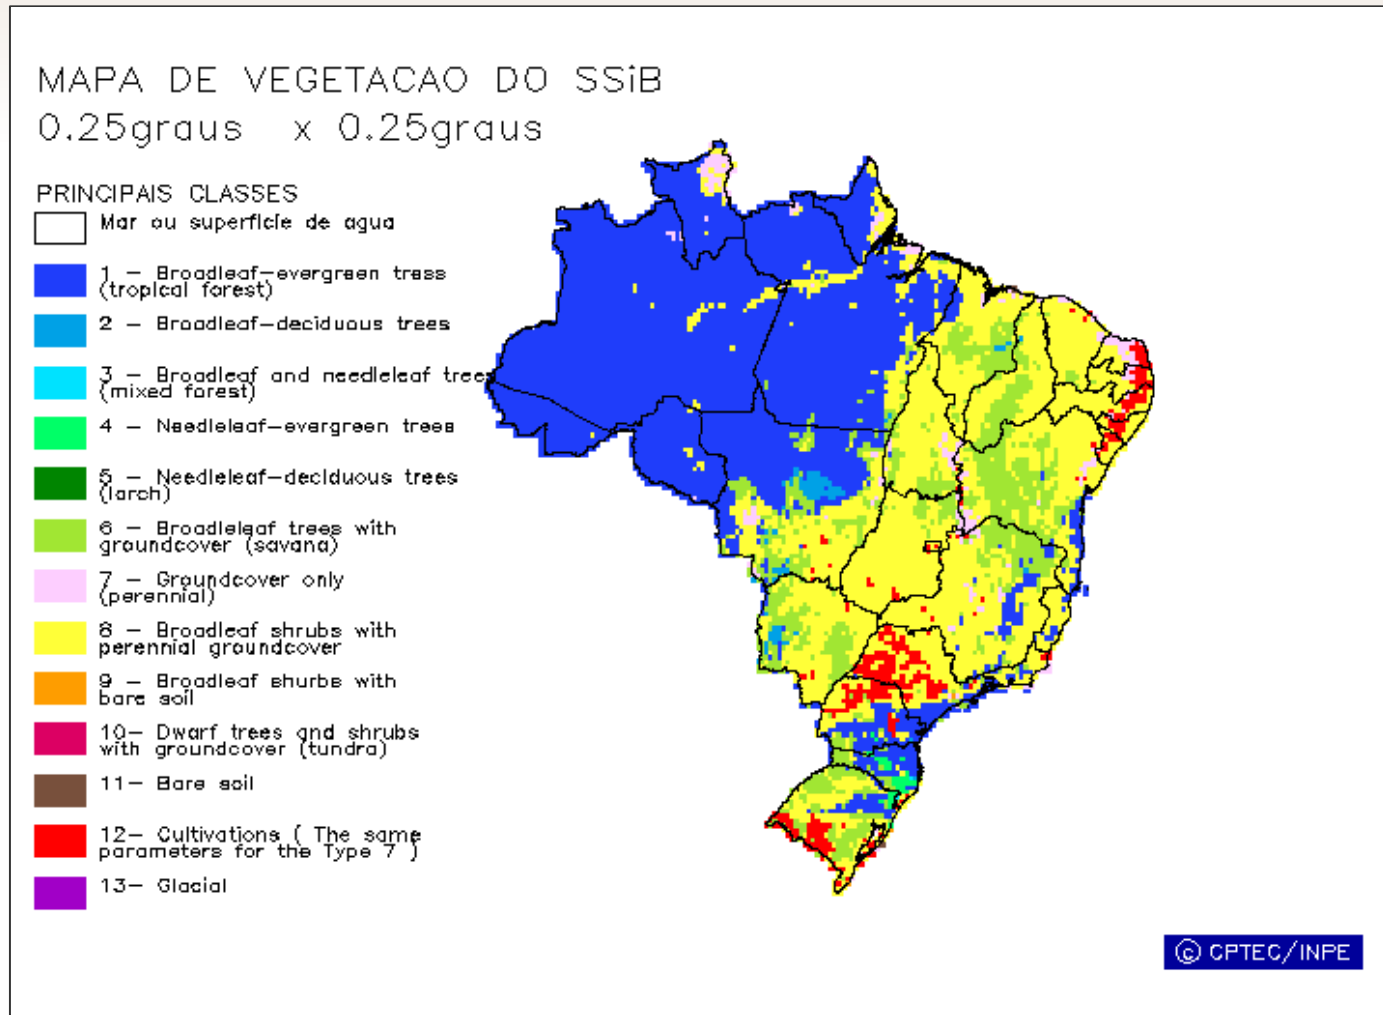 MAPA DE VEGETACAO DO SSiB
0.25graus x 0.25graus
PRINCIPAIS CLASSES
Mar ou superficie de agua
1 - Broadleaf-evergreen tress
(tropical forest)
2 - Broadleaf-deciduous trees
3 - Broadleaf and needleleaf trees
(mixed forest)
4 - Needleleaf-evergreen trees
5 - Needleleaf-deciduous trees
(larch)
6 - Broadleleaf trees with
groundcover (savana)
7 - Groundcover only
(perennial)
8 - Broadleaf shrubs with
perennial groundcover
9 - Broadleaf shurbs with
bare soil
10- Dwarf trees and shrubs
with groundcover (tundra)
11- Bare soil
12- Cultivations ( The same
parameters for the Type 7 )
13- Glacial
© CPTEC/INPE